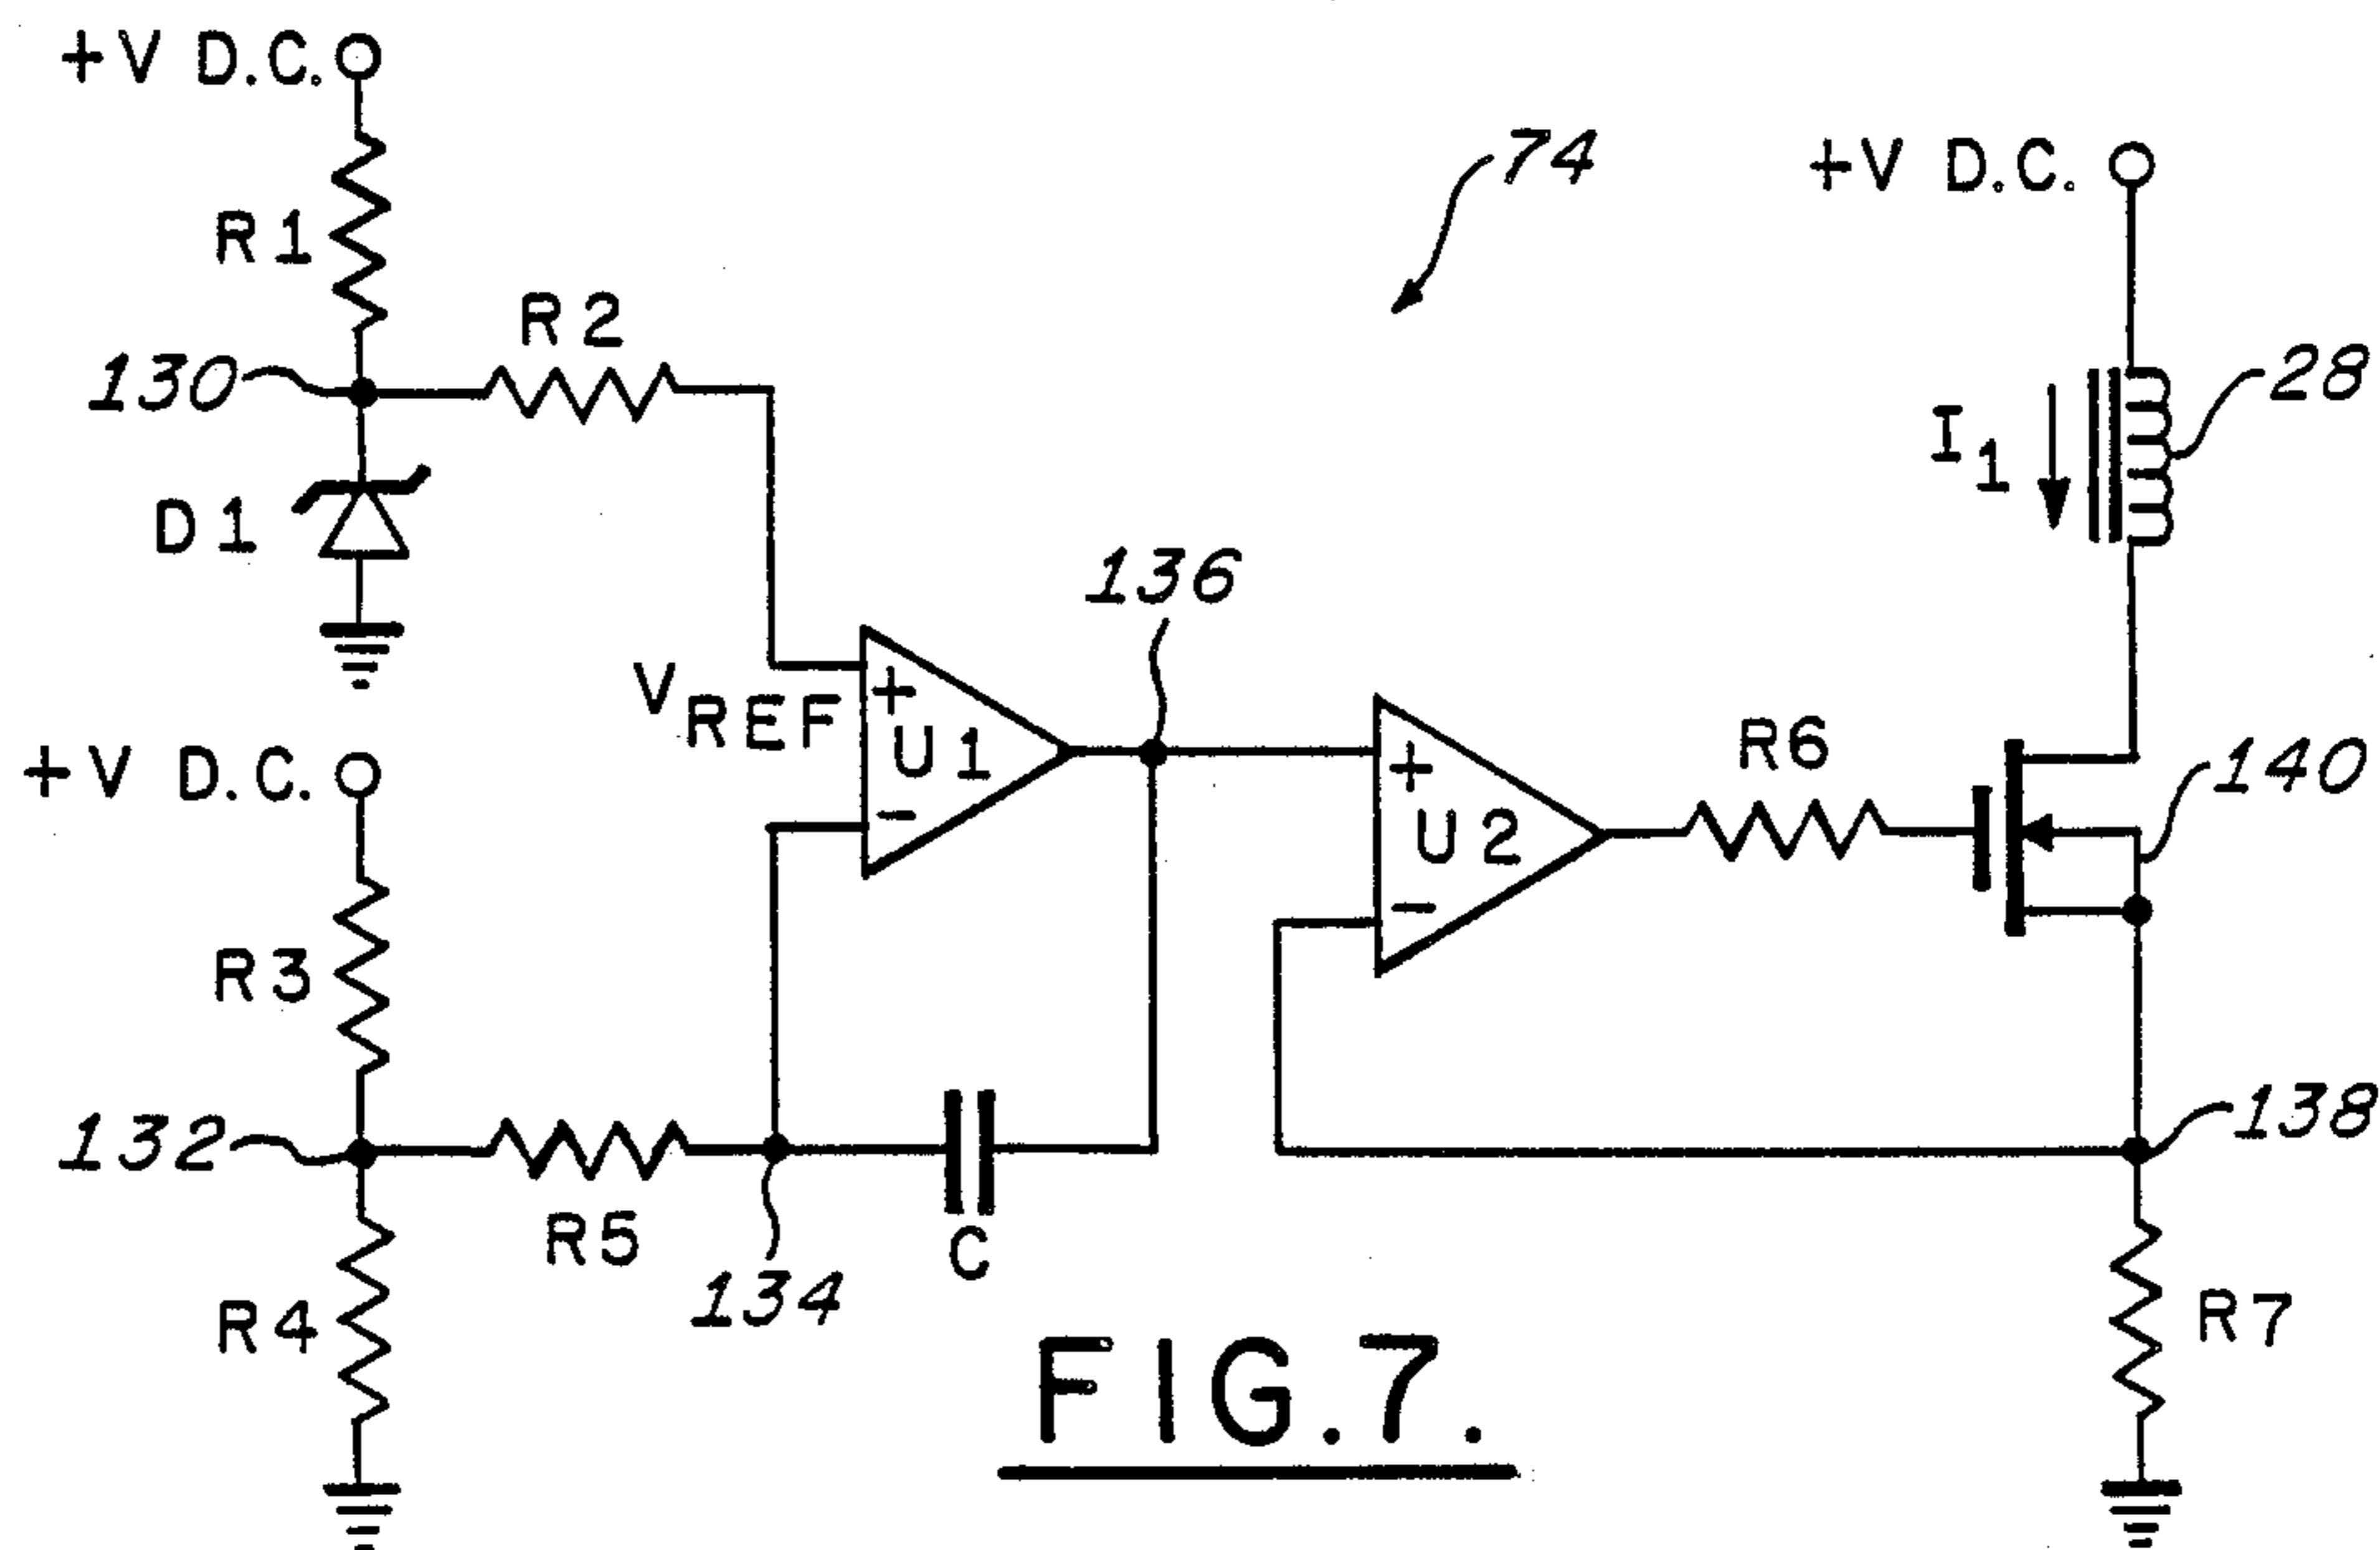 +V D.C.
74
+V D.C.
R1
R2
130
28
I1
D1
136
VREF
+
U1
-
+V D.C.
+
U2
-
R6
140
R3
132
R5
134
C
138
R4
R7
FIG.7.